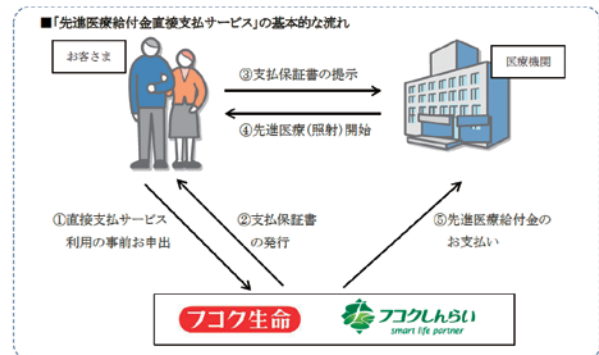 ■「先進医療給付金直接支払サービス」の基本的な流れ
お客さま
医療機関
③支払保証書の提示
④先進医療(照射)開始
①直接支払サービス
利用の事前お申出
②支払保証書
の発行
⑤先進医療給付金の
お支払い
フコク生命
フコクしんらい
smart life partner